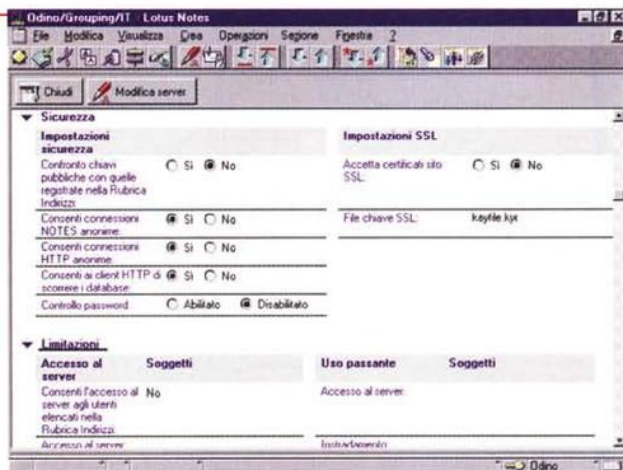 Odino/Grouping/IT - Lotus Notes
File Modifica Visualizza Crea Operazioni Sezione Finestra ?
Chiudi Modifica server
Sicurezza
Impostazioni sicurezza
Confronto chiavi pubbliche con quelle registrate nella Rubrica Indirizzi: Sì No
Consenti connessioni NOTES anonime: Sì No
Consenti connessioni HTTP anonime: Sì No
Consenti ai client HTTP di scorrere i database: Sì No
Controllo password Abilitato Disabilitato
Impostazioni SSL
Accetta certificati sito SSL: Sì No
File chiave SSL: keyfile.kyr
Limitazioni
Accesso al server Soggetti
Consenti l'accesso al server agli utenti elencati nella Rubrica Indirizzi: No
Accesso al server
Uso passante Soggetti
Accesso al server:
Instradamento
Odino